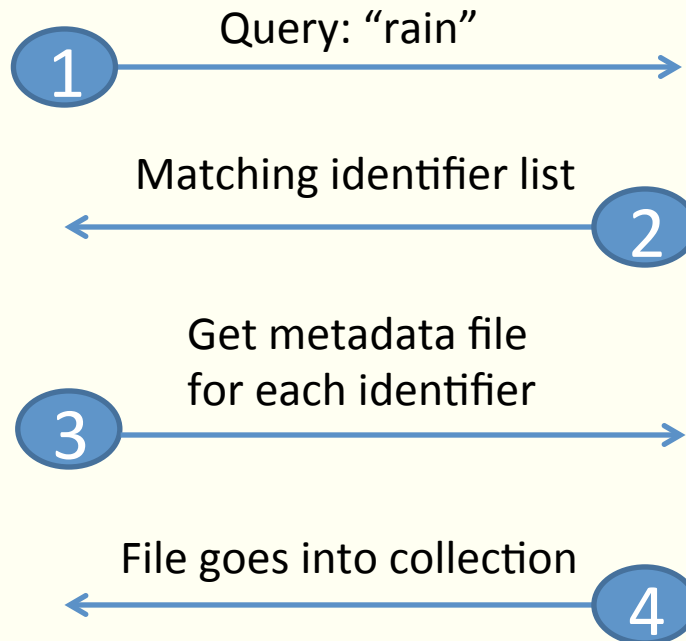 Query: “rain”
1
Matching identifier list
2
Get metadata file
for each identifier
3
File goes into collection
4